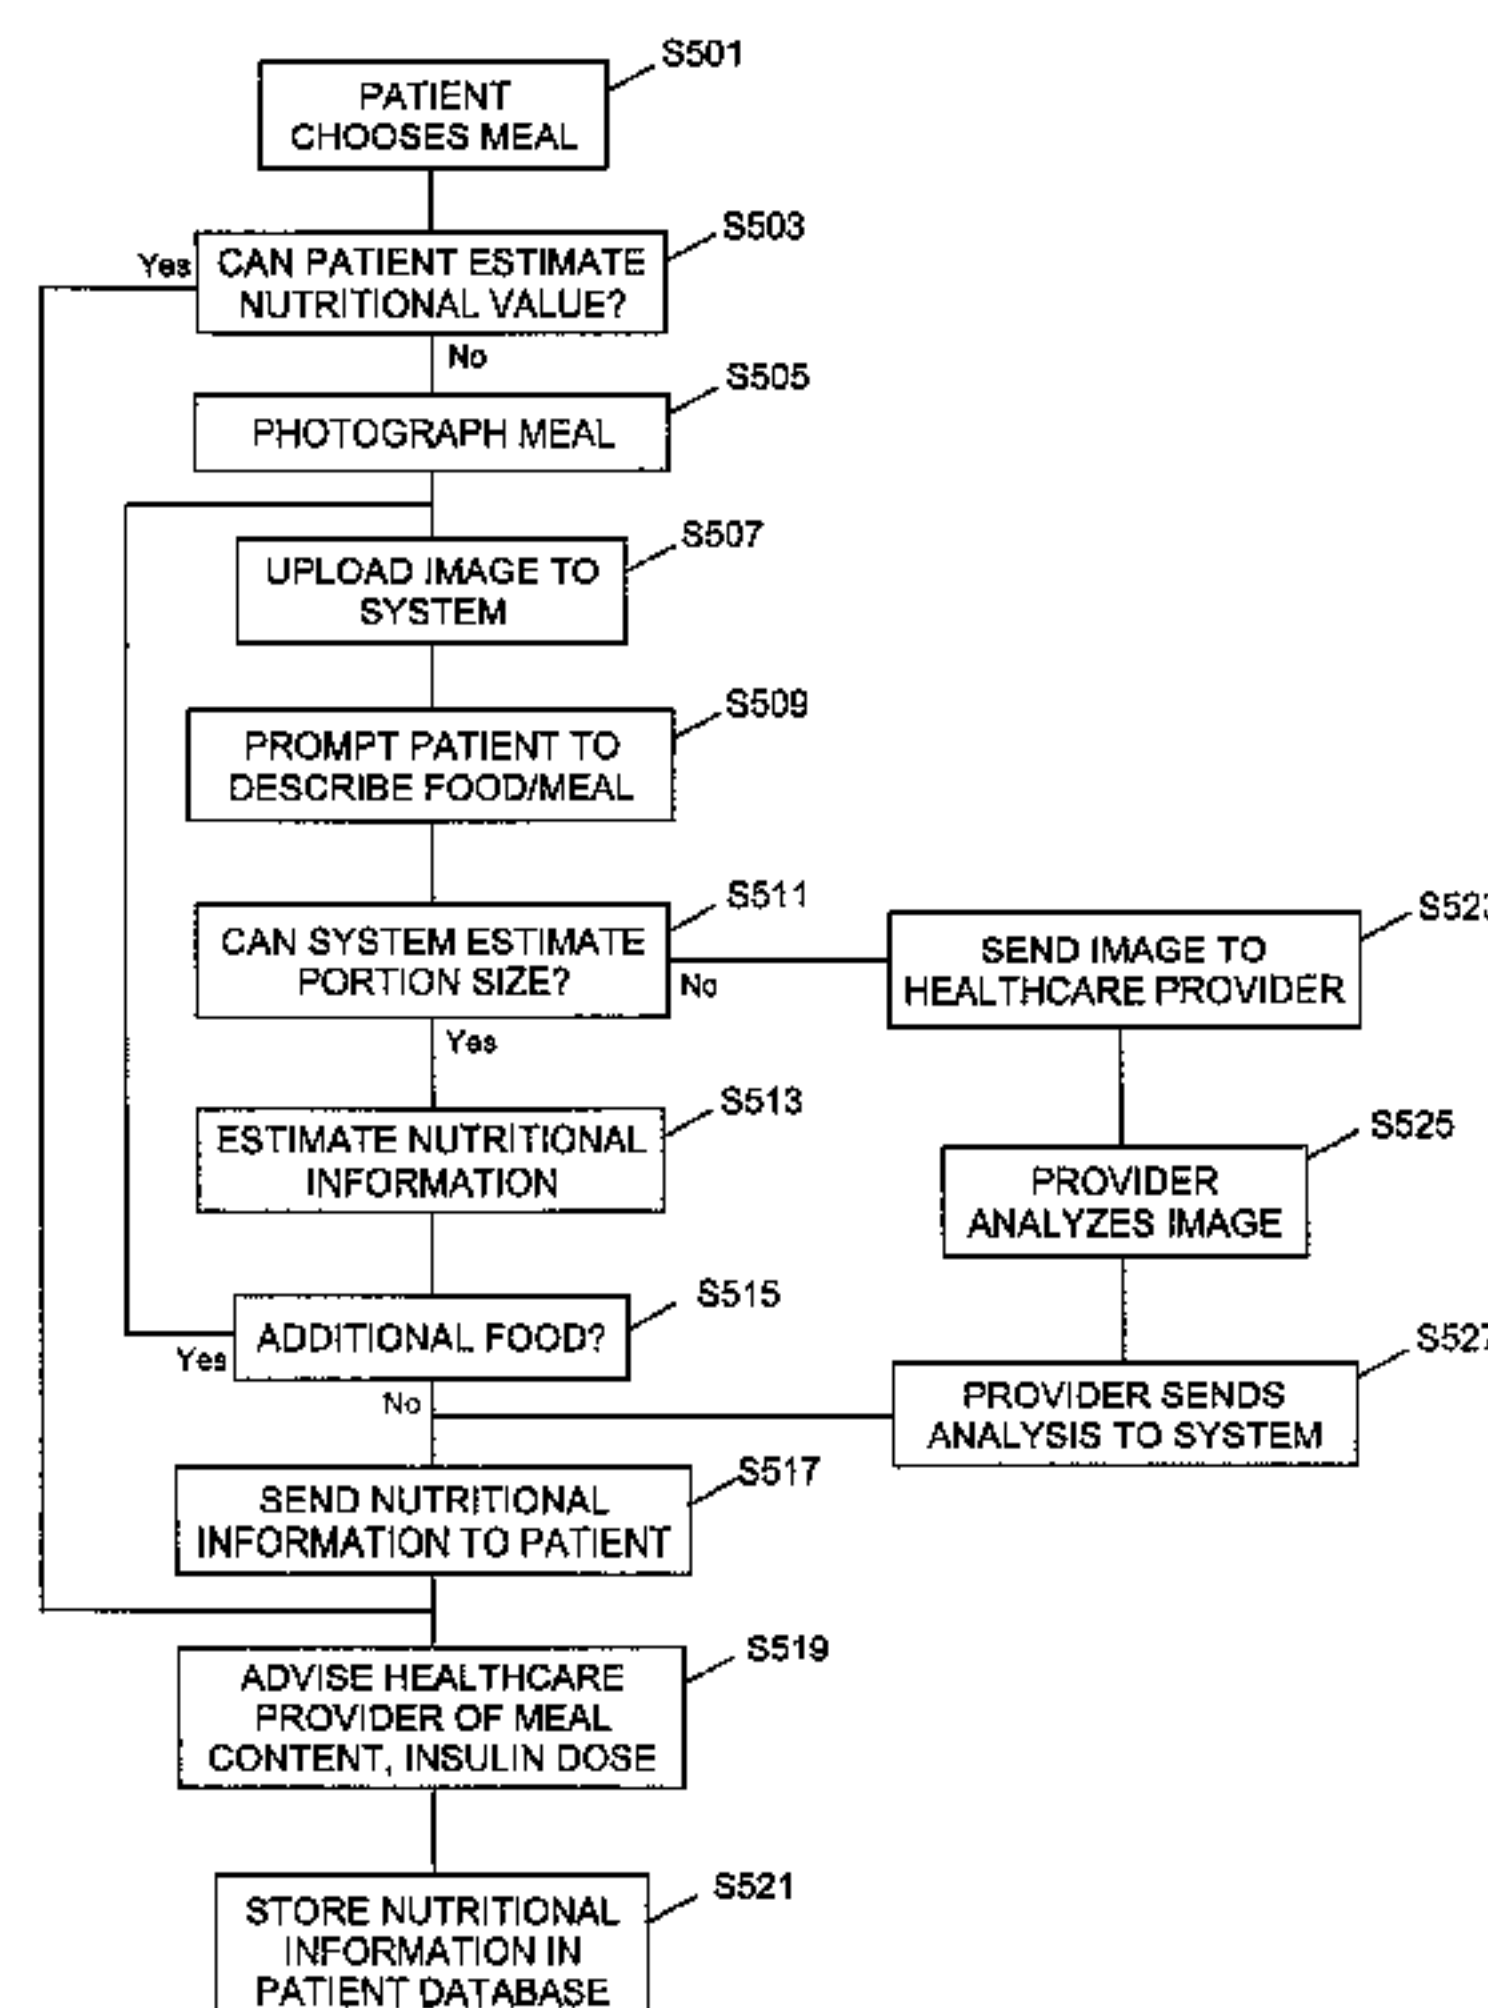 S501
PATIENT
CHOOSES MEAL
S503
Yes
CAN PATIENT ESTIMATE
NUTRITIONAL VALUE?
No
S505
PHOTOGRAPH MEAL
S507
UPLOAD IMAGE TO
SYSTEM
S509
PROMPT PATIENT TO
DESCRIBE FOOD/MEAL
S511
CAN SYSTEM ESTIMATE
PORTION SIZE?
No
Yes
S523
SEND IMAGE TO
HEALTHCARE PROVIDER
S513
ESTIMATE NUTRITIONAL
INFORMATION
S525
PROVIDER
ANALYZES IMAGE
S515
ADDITIONAL FOOD?
Yes
No
S527
PROVIDER SENDS
ANALYSIS TO SYSTEM
S517
SEND NUTRITIONAL
INFORMATION TO PATIENT
S519
ADVISE HEALTHCARE
PROVIDER OF MEAL
CONTENT, INSULIN DOSE
S521
STORE NUTRITIONAL
INFORMATION IN
PATIENT DATABASE